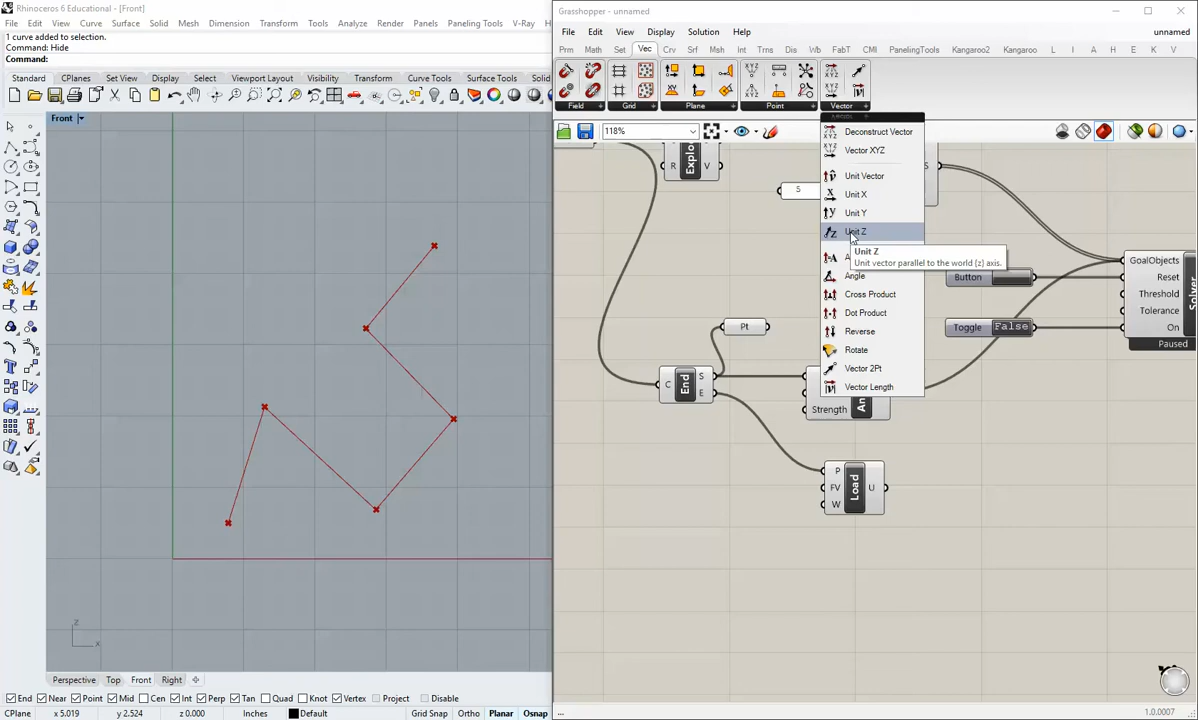 Rhinoceros 6 Educational - [Front]
File Edit View Curve Surface Solid Mesh Dimension Transform Tools Analyze Render Panels Paneling Tools V-Ray H
1 curve added to selection.
Command: Hide
Command:
Standard CPlanes Set View Display Select Viewport Layout Visibility Transform Curve Tools Surface Tools Solid
Front
z
x
Perspective Top Front Right
End Near Point Mid Cen Int Perp Tan Quad Knot Vertex Project Disable
CPlane x 5.019 y 2.524 z 0.000 Inches Default Grid Snap Ortho Planar Osnap
Grasshopper - unnamed
File Edit View Display Solution Help unnamed
Prm Math Set Vec Crv Srf Msh Int Trns Dis Wb FabT CMI PanelingTools Kangaroo2 Kangaroo L I A H E K V
Field Grid Plane Point Vector
118%
Deconstruct Vector
Vector XYZ
Unit Vector
Unit X
Unit Y
Unit Z
Unit Z
Unit vector parallel to the world {z} axis.
Angle
Cross Product
Dot Product
Reverse
Rotate
Vector 2Pt
Vector Length
R Explo V
5
S
Pt
C End S E
Strength An
P FV W Load U
Button
Toggle False
GoalObjects
Reset
Threshold
Tolerance
On
Solver
Paused
...
1.0.0007